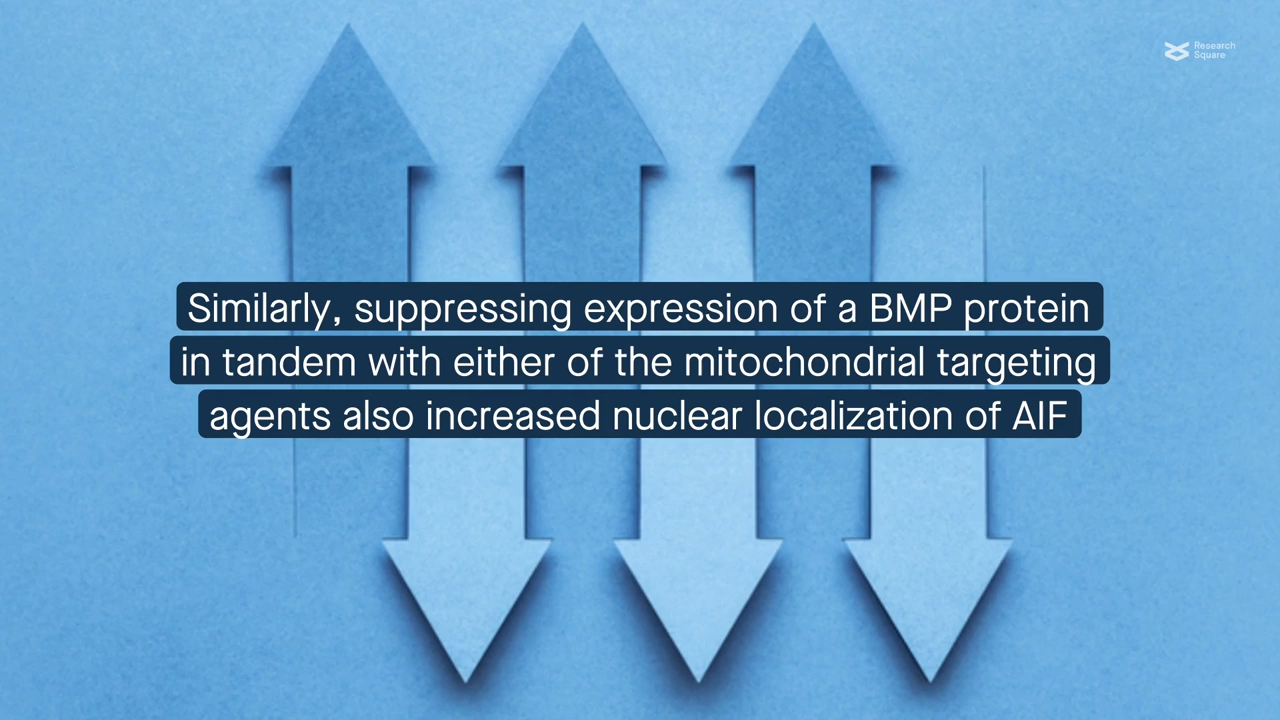 Research
Square
Similarly, suppressing expression of a BMP protein
in tandem with either of the mitochondrial targeting
agents also increased nuclear localization of AIF